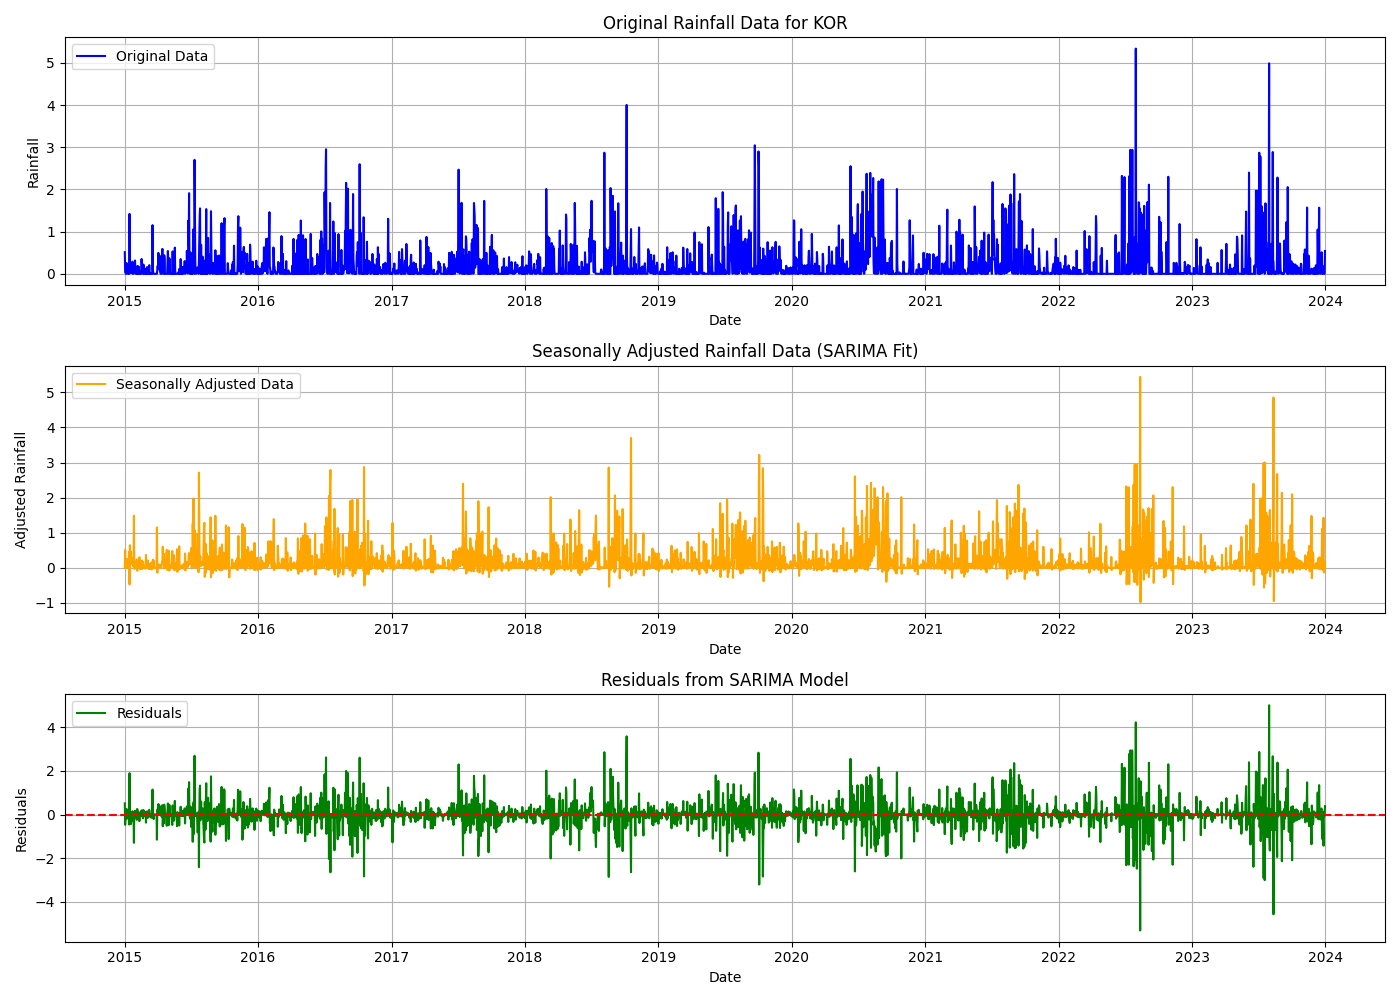 Original Rainfall Data for KOR
Original Data
5
4
3
2
1
0
Rainfall
2015 2016 2017 2018 2019 2020 2021 2022 2023 2024
Date
Seasonally Adjusted Rainfall Data (SARIMA Fit)
Seasonally Adjusted Data
5
4
3
2
1
0
−1
Adjusted Rainfall
2015 2016 2017 2018 2019 2020 2021 2022 2023 2024
Date
Residuals from SARIMA Model
Residuals
4
2
0
−2
−4
Residuals
2015 2016 2017 2018 2019 2020 2021 2022 2023 2024
Date